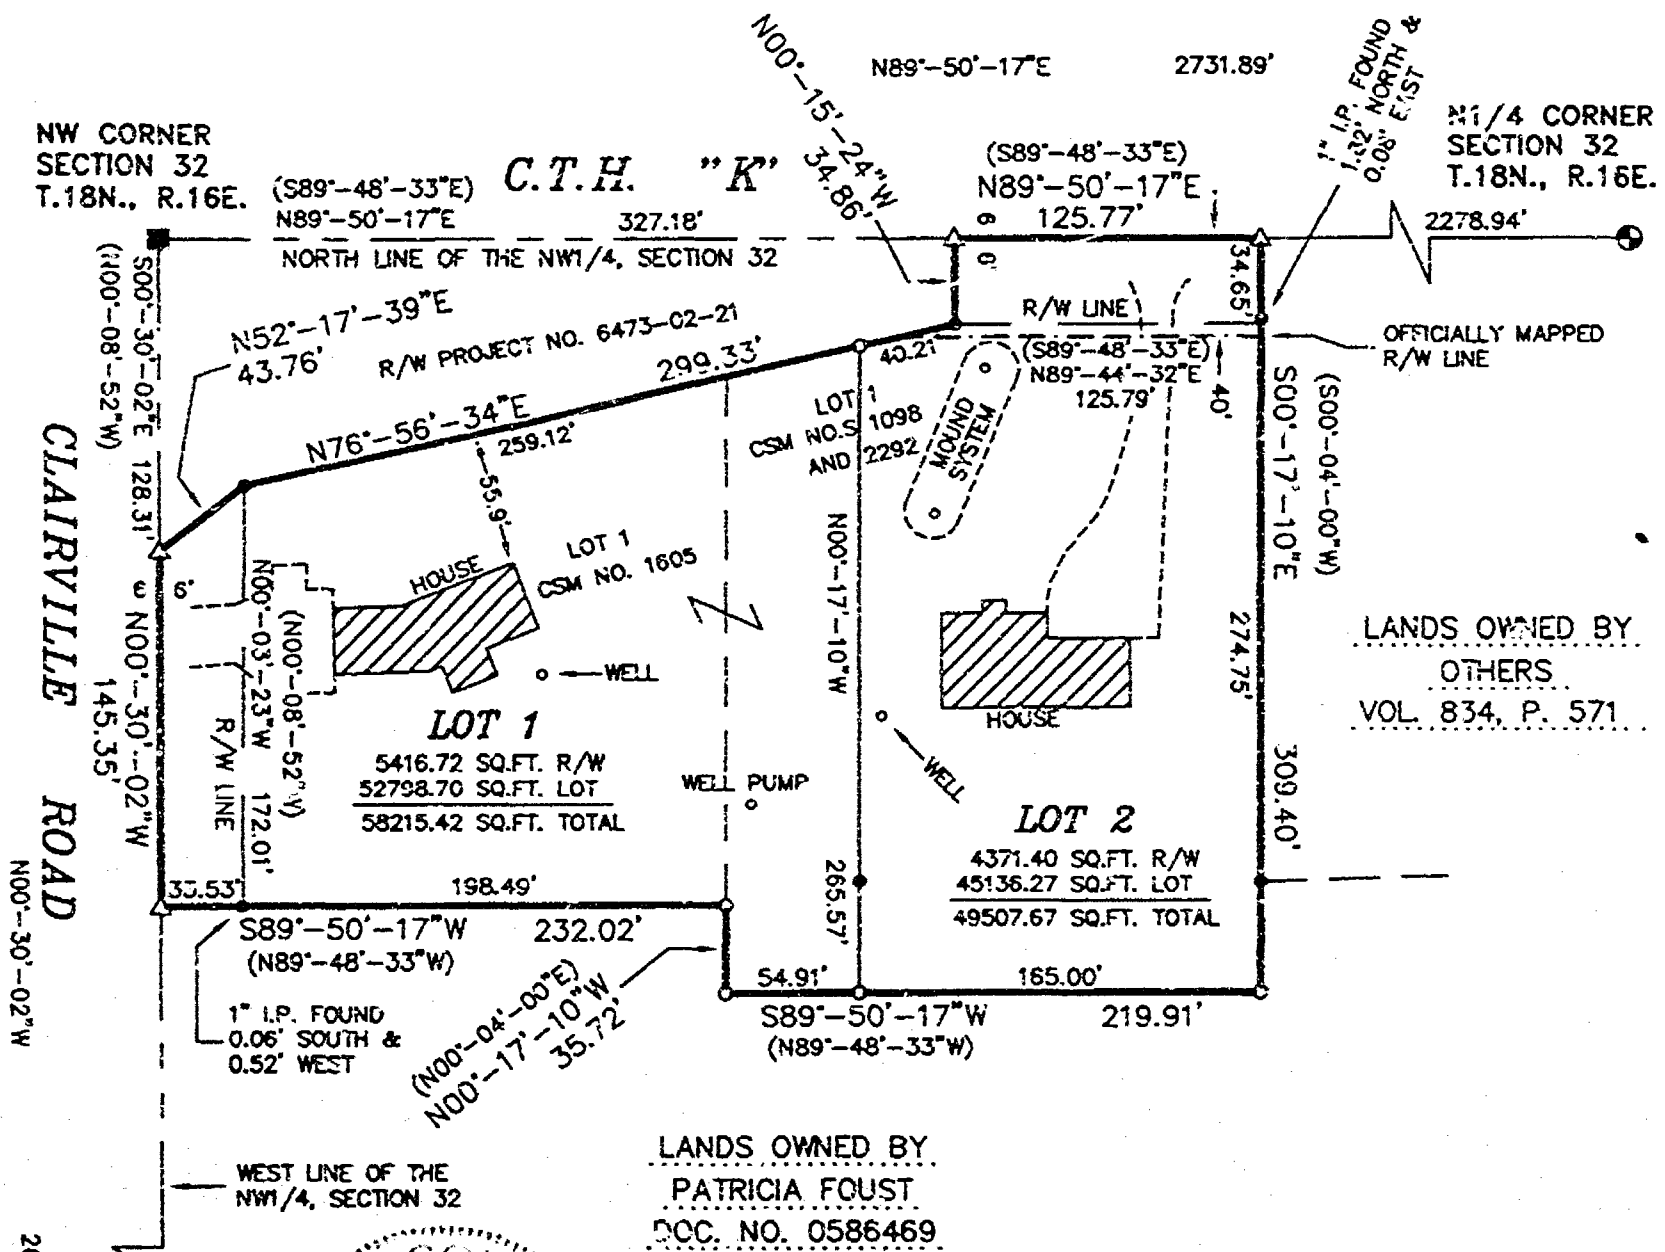 N89°-50'-17"E 2731.89'
NW CORNER
SECTION 32
T.18N., R.16E.
(S89°-48'-33"E)
N89°-50'-17"E
327.18'
C.T.H. "K"
NORTH LINE OF THE NW1/4, SECTION 32
N00°-15'-24"W
34.86'
(S89°-48'-33"E)
N89°-50'-17"E
125.77'
6
6'
1" I.P. FOUND
1.32' NORTH &
0.08' EAST
N1/4 CORNER
SECTION 32
T.18N., R.16E.
2278.94'
34.65'
R/W LINE
OFFICIALLY MAPPED
R/W LINE
(S89°-48'-33"E)
N89°-44'-32"E
125.79'
40'
S00°-30'-02"E 128.31'
(N00°-08'-52"W)
N52°-17'-39"E
43.76'
R/W PROJECT NO. 6473-02-21
299.33'
40.21'
N76°-56'-34"E
259.12'
55.9'
LOT 1
CSM NO.S 1098
AND 2292
MOUND
SYSTEM
S00°-17'-10"E
(S00°-04'-00"W)
274.75'
309.40'
LANDS OWNED BY
OTHERS
VOL. 834, P. 571
CLAIRVILLE ROAD
3
6'
N00°-30'-02"W
145.35'
N00°-03'-23"W 172.01'
(N00°-08'-52"W)
R/W LINE
HOUSE
LOT 1
CSM NO. 1605
WELL
LOT 1
5416.72 SQ.FT. R/W
52798.70 SQ.FT. LOT
58215.42 SQ.FT. TOTAL
WELL PUMP
N00°-17'-10"W
265.57'
HOUSE
WELL
LOT 2
4371.40 SQ.FT. R/W
45136.27 SQ.FT. LOT
49507.67 SQ.FT. TOTAL
33.53'
198.49'
S89°-50'-17"W 232.02'
(N89°-48'-33"W)
1" I.P. FOUND
0.06' SOUTH &
0.52' WEST
(N00°-04'-00"E)
N00°-17'-10"W
35.72'
54.91'
165.00'
S89°-50'-17"W 219.91'
(N89°-48'-33"W)
N00°-30'-02"W
WEST LINE OF THE
NW1/4, SECTION 32
LANDS OWNED BY
PATRICIA FOUST
DOC. NO. 0586469